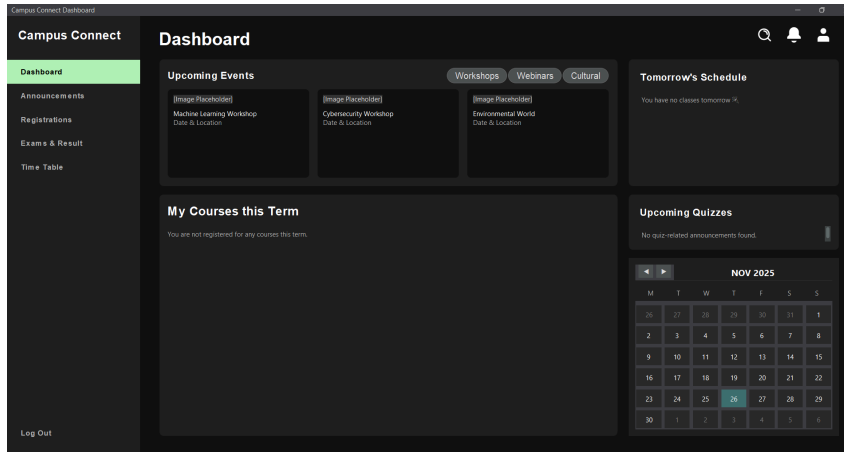 Campus Connect Dashboard
Campus Connect
Dashboard
Announcements
Registrations
Exams & Result
Time Table
Log Out
Dashboard
Upcoming Events
Workshops Webinars Cultural
[Image Placeholder] [Image Placeholder] [Image Placeholder]
Machine Learning Workshop Cybersecurity Workshop Environmental World
Date & Location Date & Location Date & Location
My Courses this Term
You are not registered for any courses this term.
Tomorrow's Schedule
You have no classes tomorrow
Upcoming Quizzes
No quiz-related announcements found.
NOV 2025
M T W T F S S
26 27 28 29 30 31 1
2 3 4 5 6 7 8
9 10 11 12 13 14 15
16 17 18 19 20 21 22
23 24 25 26 27 28 29
30 1 2 3 4 5 6